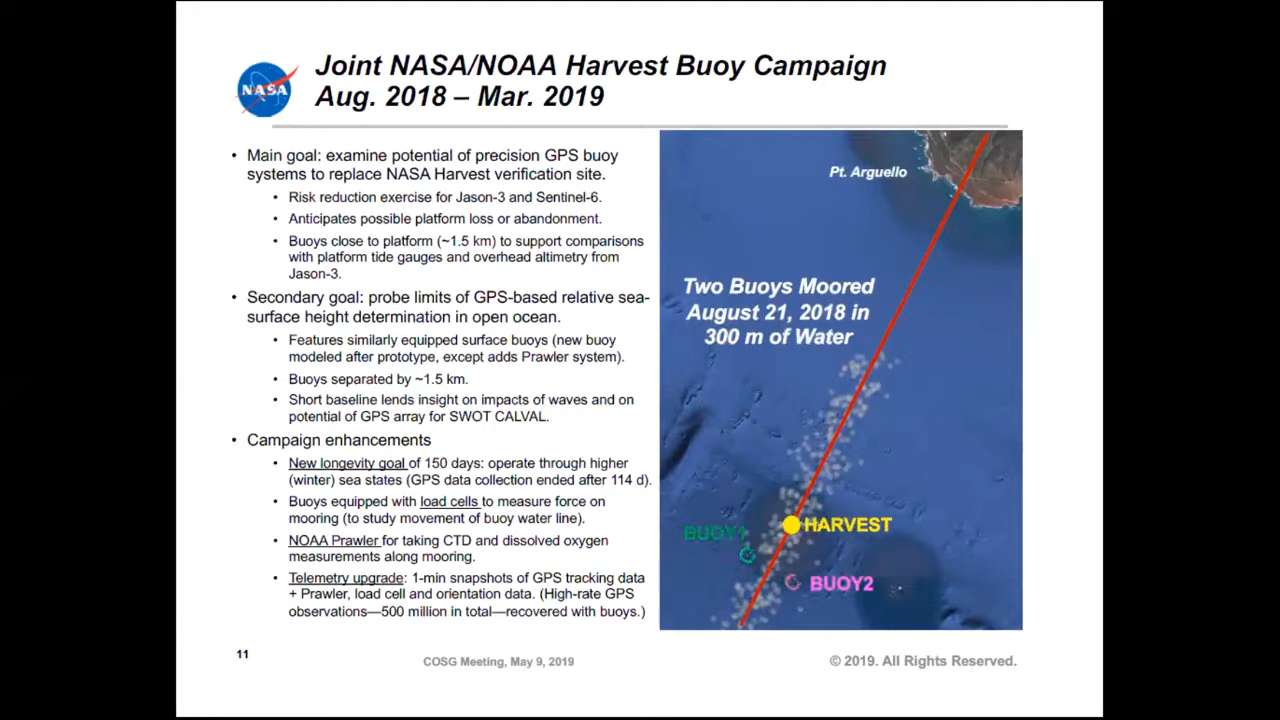 NASA
Joint NASA/NOAA Harvest Buoy Campaign
Aug. 2018 – Mar. 2019
• Main goal: examine potential of precision GPS buoy
systems to replace NASA Harvest verification site.
• Risk reduction exercise for Jason-3 and Sentinel-6.
• Anticipates possible platform loss or abandonment.
• Buoys close to platform (~1.5 km) to support comparisons
with platform tide gauges and overhead altimetry from
Jason-3.
• Secondary goal: probe limits of GPS-based relative sea-
surface height determination in open ocean.
• Features similarly equipped surface buoys (new buoy
modeled after prototype, except adds Prawler system).
• Buoys separated by ~1.5 km.
• Short baseline lends insight on impacts of waves and on
potential of GPS array for SWOT CALVAL.
• Campaign enhancements
• New longevity goal of 150 days: operate through higher
(winter) sea states (GPS data collection ended after 114 d).
• Buoys equipped with load cells to measure force on
mooring (to study movement of buoy water line).
• NOAA Prawler for taking CTD and dissolved oxygen
measurements along mooring.
• Telemetry upgrade: 1-min snapshots of GPS tracking data
+ Prawler, load cell and orientation data. (High-rate GPS
observations—500 million in total—recovered with buoys.)
Pt. Arguello
Two Buoys Moored
August 21, 2018 in
300 m of Water
HARVEST
BUOY1
BUOY2
11
COSG Meeting, May 9, 2019
© 2019. All Rights Reserved.